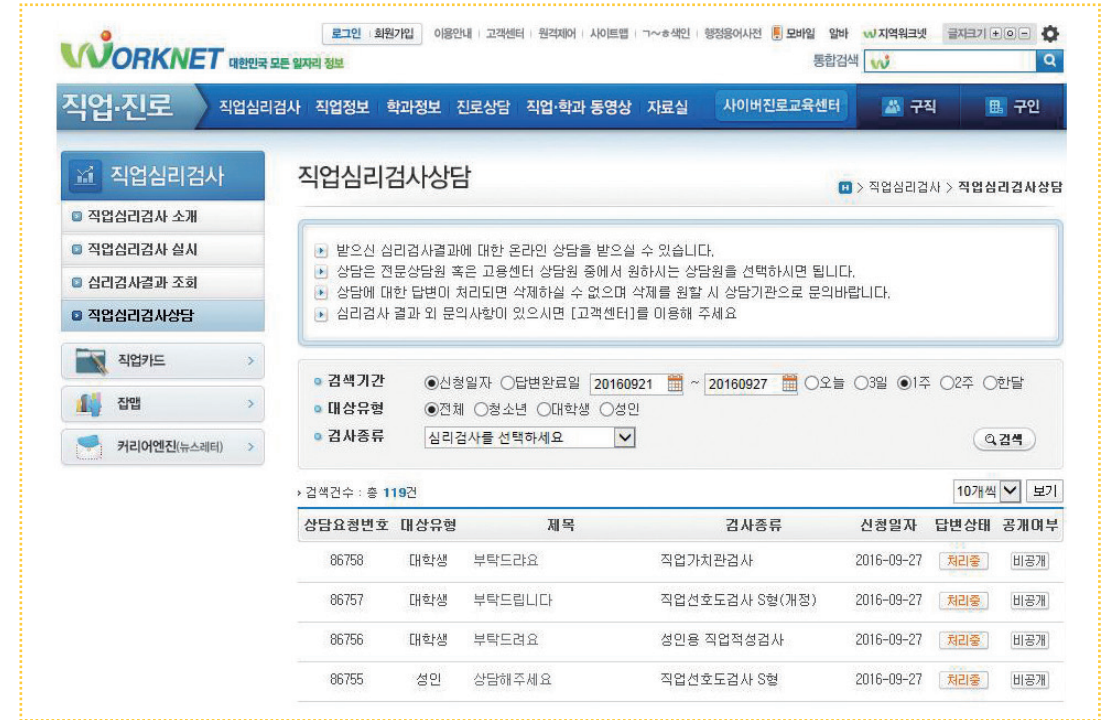 로그인 회원가입 이용안내 고객센터 원격제어 사이트맵 ㄱ~ㅎ색인 행정용어사전 모바일 알바 지역워크넷 글자크기 + ㅇ -
WORKNET 대한민국 모든 일자리 정보
통합검색
직업·진로 직업심리검사 직업정보 학과정보 진로상담 직업·학과 동영상 자료실 사이버진로교육센터 구직 구인
직업심리검사
직업심리검사 소개
직업심리검사 실시
심리검사결과 조회
직업심리검사상담
직업카드 >
잡맵 >
커리어엔진(뉴스레터) >
직업심리검사상담
H > 직업심리검사 > 직업심리검사상담
받으신 심리검사결과에 대한 온라인 상담을 받으실 수 있습니다.
상담은 전문상담원 혹은 고용센터 상담원 중에서 원하시는 상담원을 선택하시면 됩니다.
상담에 대한 답변이 처리되면 삭제하실 수 없으며 삭제를 원할 시 상담기관으로 문의바랍니다.
심리검사 결과 외 문의사항이 있으시면 [고객센터]를 이용해 주세요
검색기간 신청일자 답변완료일 20160921 ~ 20160927 오늘 3일 1주 2주 한달
대상유형 전체 청소년 대학생 성인
검사종류 심리검사를 선택하세요 검색
검색건수 : 총 119건 10개씩 보기
상담요청번호 대상유형 제목 검사종류 신청일자 답변상태 공개여부
86758 대학생 부탁드랴요 직업가치관검사 2016-09-27 처리중 비공개
86757 대학생 부탁드립니다 직업선호도검사 S형(개정) 2016-09-27 처리중 비공개
86756 대학생 부탁드려요 성인용 직업적성검사 2016-09-27 처리중 비공개
86755 성인 상담해주세요 직업선호도검사 S형 2016-09-27 처리중 비공개